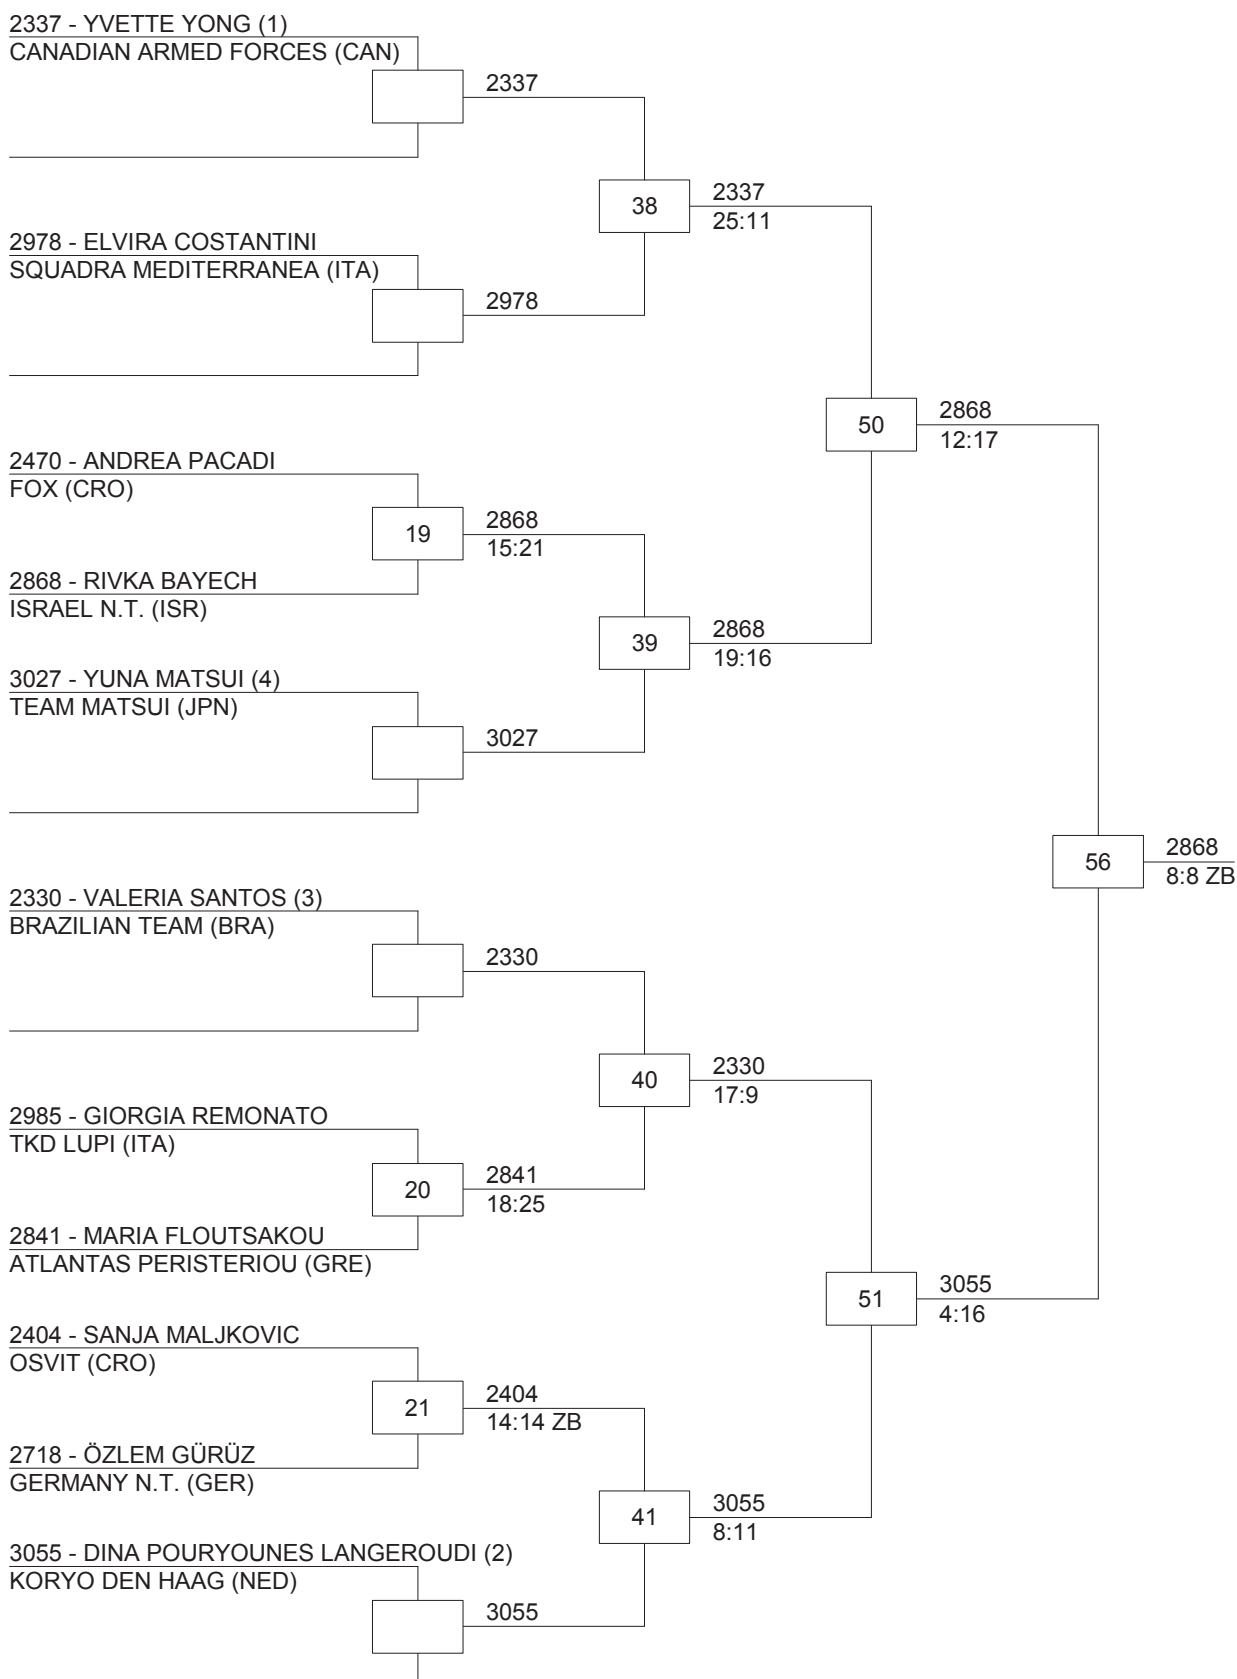 2337 - YVETTE YONG (1)
CANADIAN ARMED FORCES (CAN)
2337
38
2337
25:11
2978 - ELVIRA COSTANTINI
SQUADRA MEDITERRANEA (ITA)
2978
50
2868
12:17
2470 - ANDREA PACADI
FOX (CRO)
19
2868
15:21
2868 - RIVKA BAYECH
ISRAEL N.T. (ISR)
39
2868
19:16
3027 - YUNA MATSUI (4)
TEAM MATSUI (JPN)
3027
56
2868
8:8 ZB
2330 - VALERIA SANTOS (3)
BRAZILIAN TEAM (BRA)
2330
40
2330
17:9
2985 - GIORGIA REMONATO
TKD LUPI (ITA)
20
2841
18:25
2841 - MARIA FLOUTSAKOU
ATLANTAS PERISTERIOU (GRE)
51
3055
4:16
2404 - SANJA MALJKOVIC
OSVIT (CRO)
21
2404
14:14 ZB
2718 - ÖZLEM GÜRÜZ
GERMANY N.T. (GER)
41
3055
8:11
3055 - DINA POURYOUNES LANGEROUDI (2)
KORYO DEN HAAG (NED)
3055